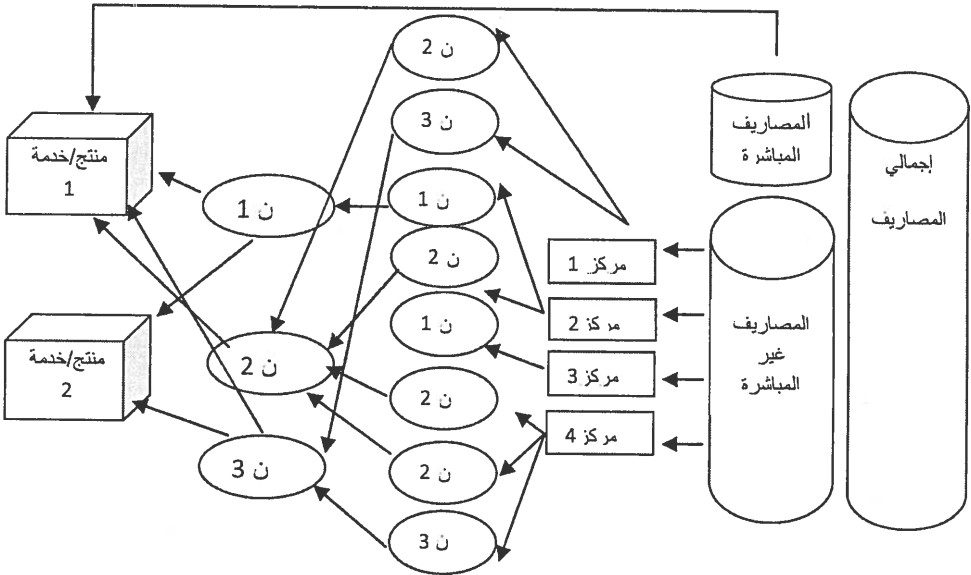 إجمالي
المصاريف
المصاريف
المباشرة
المصاريف
غير
المباشرة
مركز 1
مركز 2
مركز 3
مركز 4
ن 2
ن 3
ن 1
ن 2
ن 1
ن 2
ن 2
ن 3
ن 1
ن 2
ن 3
منتج/خدمة
1
منتج/خدمة
2